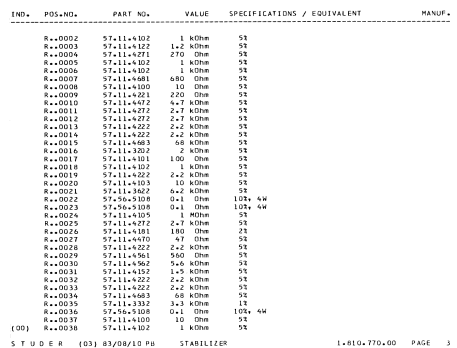 IND. POS.NO. PART NO. VALUE SPECIFICATIONS / EQUIVALENT MANUF.
R..0002 57.11.4102 1 kOhm 5%
R..0003 57.11.4122 1.2 kOhm 5%
R..0004 57.11.4271 270 Ohm 5%
R..0005 57.11.4102 1 kOhm 5%
R..0006 57.11.4102 1 kOhm 5%
R..0007 57.11.4681 680 Ohm 5%
R..0008 57.11.4100 10 Ohm 5%
R..0009 57.11.4221 220 Ohm 5%
R..0010 57.11.4472 4.7 kOhm 5%
R..0011 57.11.4272 2.7 kOhm 5%
R..0012 57.11.4272 2.7 kOhm 5%
R..0013 57.11.4222 2.2 kOhm 5%
R..0014 57.11.4222 2.2 kOhm 5%
R..0015 57.11.4683 68 kOhm 5%
R..0016 57.11.3202 2 kOhm 5%
R..0017 57.11.4101 100 Ohm 5%
R..0018 57.11.4102 1 kOhm 5%
R..0019 57.11.4222 2.2 kOhm 5%
R..0020 57.11.4103 10 kOhm 5%
R..0021 57.11.3622 6.2 kOhm 5%
R..0022 57.56.5108 0.1 Ohm 10%, 4W
R..0023 57.56.5108 0.1 Ohm 10%, 4W
R..0024 57.11.4105 1 MOhm 5%
R..0025 57.11.4272 2.7 kOhm 5%
R..0026 57.11.4181 180 Ohm 2%
R..0027 57.11.4470 47 Ohm 5%
R..0028 57.11.4222 2.2 kOhm 5%
R..0029 57.11.4561 560 Ohm 5%
R..0030 57.11.4562 5.6 kOhm 5%
R..0031 57.11.4152 1.5 kOhm 5%
R..0032 57.11.4222 2.2 kOhm 5%
R..0033 57.11.4222 2.2 kOhm 5%
R..0034 57.11.4683 68 kOhm 5%
R..0035 57.11.3332 3.3 kOhm 1%
R..0036 57.56.5108 0.1 Ohm 10%, 4W
R..0037 57.11.4100 10 Ohm 5%
(00) R..0038 57.11.4102 1 kOhm 5%
S T U D E R (03) 83/08/10 PB STABILIZER 1.810.770.00 PAGE 3